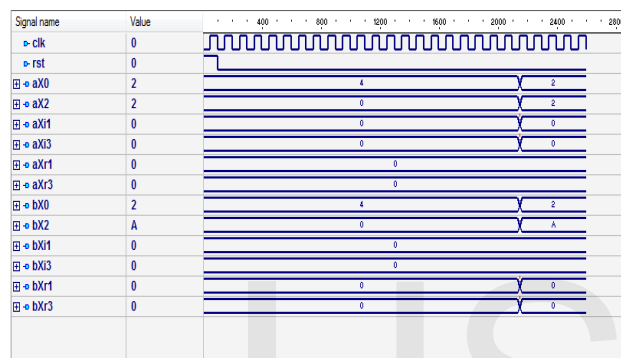 Signal name Value 400 800 1200 1600 2000 2400 2800
clk 0
rst 0
aX0 2 4 2
aX2 2 0 2
aXi1 0 0 0
aXi3 0 0 0
aXr1 0 0
aXr3 0 0
bX0 2 4 2
bX2 A 0 A
bXi1 0 0
bXi3 0 0
bXr1 0 0 0
bXr3 0 0 0